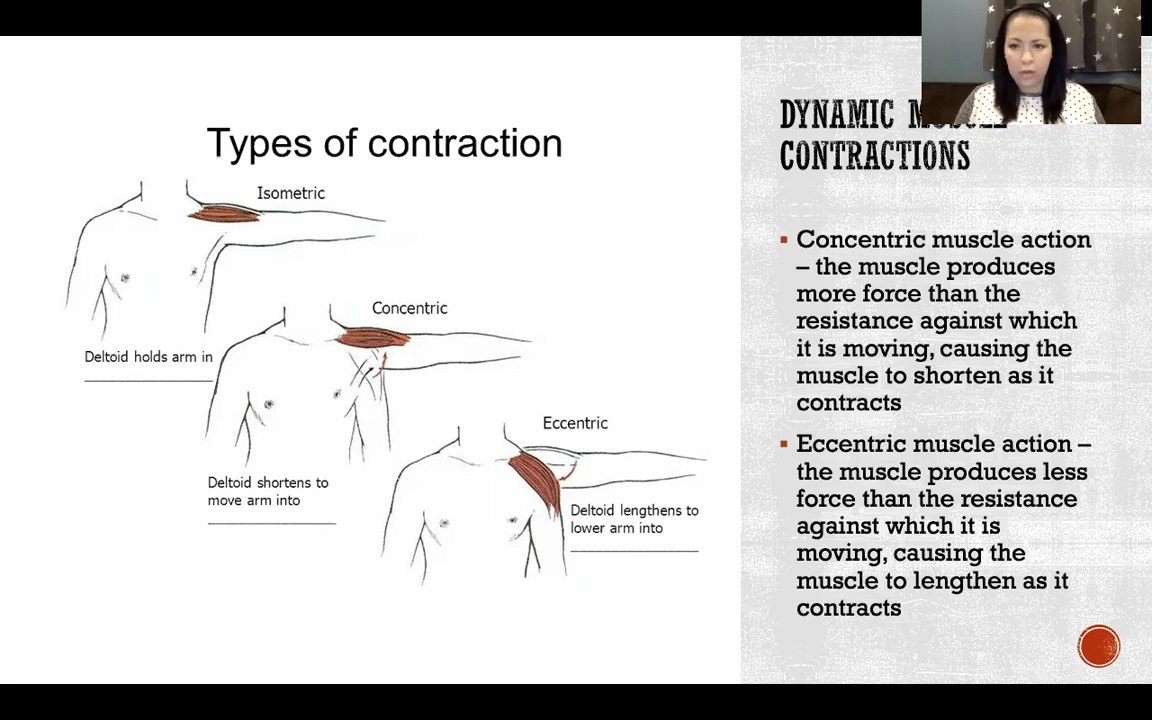 Types of contraction
Isometric
Deltoid holds arm in
Concentric
Deltoid shortens to
move arm into
Eccentric
Deltoid lengthens to
lower arm into
DYNAMIC
CONTRACTIONS
▪ Concentric muscle action
– the muscle produces
more force than the
resistance against which
it is moving, causing the
muscle to shorten as it
contracts
▪ Eccentric muscle action –
the muscle produces less
force than the resistance
against which it is
moving, causing the
muscle to lengthen as it
contracts